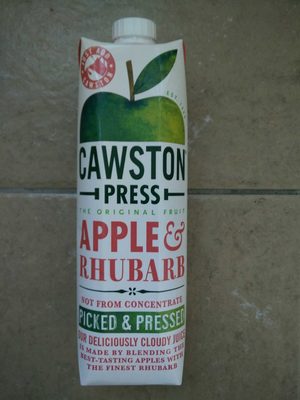 CAWSTON
PRESS
THE ORIGINAL FRUIT
APPLE &
RHUBARB
NOT FROM CONCENTRATE
PICKED & PRESSED
OUR DELICIOUSLY CLOUDY JUICE
IS MADE BY BLENDING THE
BEST-TASTING APPLES WITH
THE FINEST RHUBARB